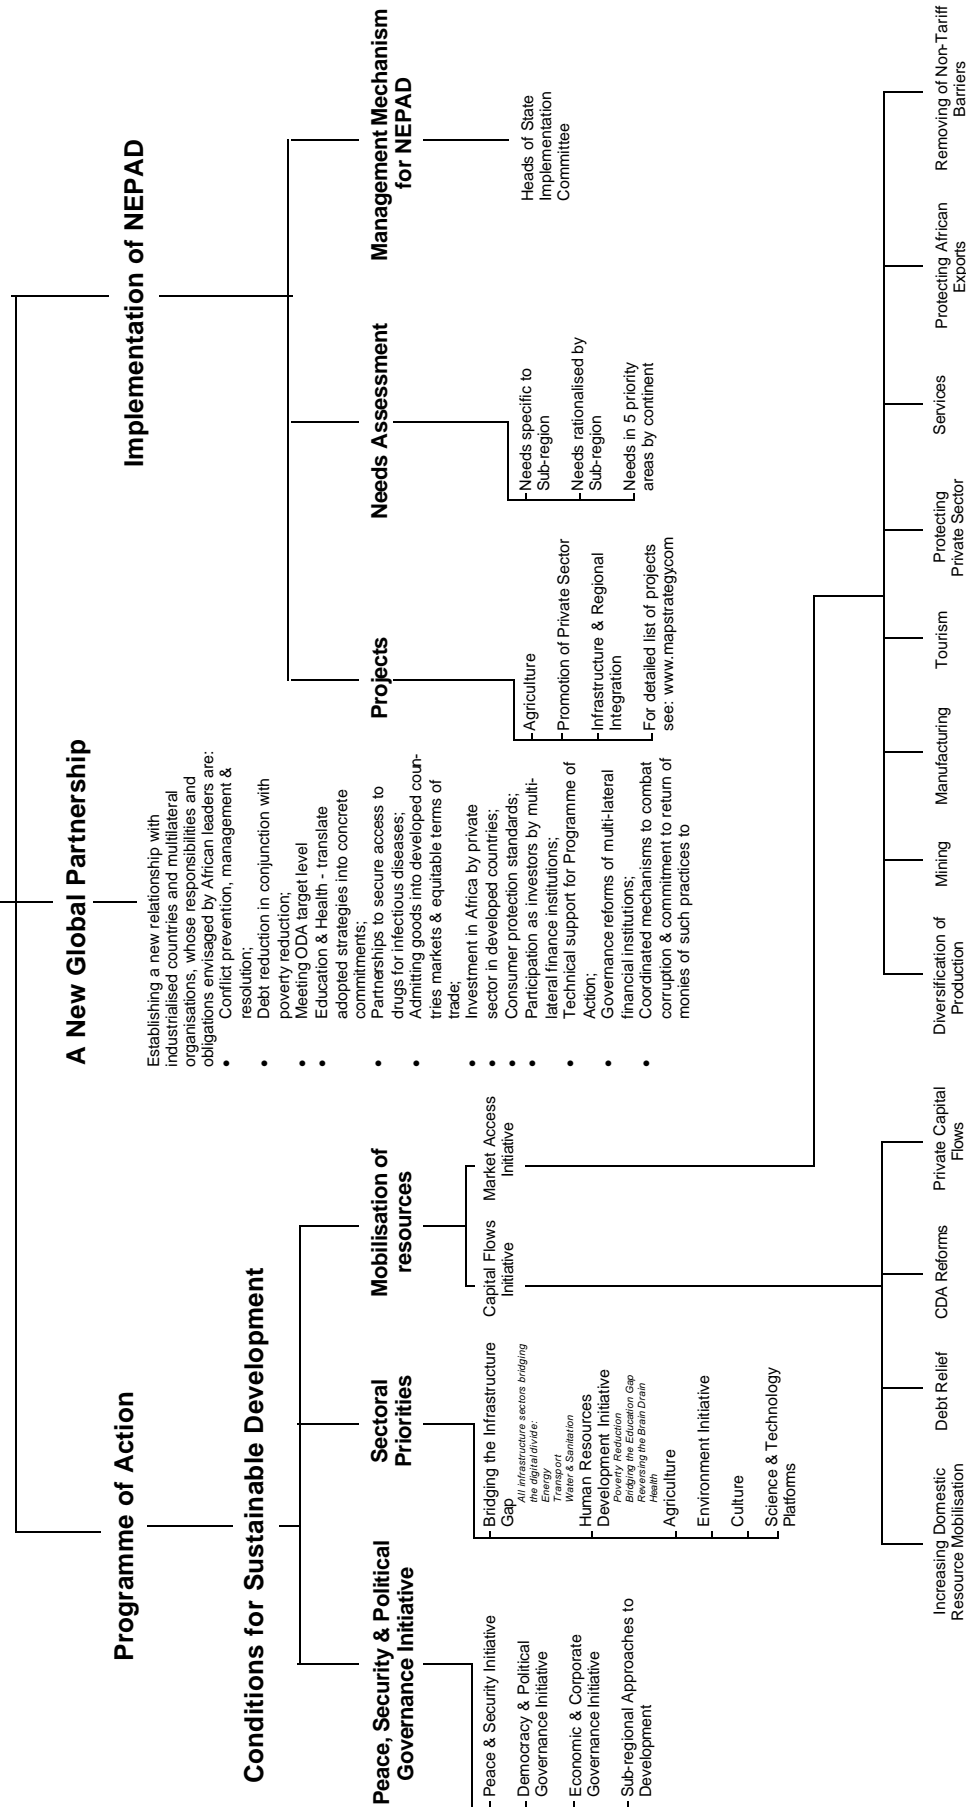 Programme of Action
Conditions for Sustainable Development
Peace, Security & Political
Governance Initiative
Peace & Security Initiative
Democracy & Political
Governance Initiative
Economic & Corporate
Governance Initiative
Sub-regional Approaches to
Development
Sectoral
Priorities
Bridging the Infrastructure
Gap
All infrastructure sectors bridging
the digital divide:
Energy
Transport
Water & Sanitation
Human Resources
Development Initiative
Poverty Reduction
Bridging the Education Gap
Reversing the Brain Drain
Health
Agriculture
Environment Initiative
Culture
Science & Technology
Platforms
Mobilisation of
resources
Capital Flows
Initiative
Market Access
Initiative
Increasing Domestic
Resource Mobilisation
Debt Relief
CDA Reforms
Private Capital
Flows
Diversification of
Production
Mining
Manufacturing
Tourism
Protecting
Private Sector
Services
Protecting African
Exports
Removing of Non-Tariff
Barriers
A New Global Partnership
Establishing a new relationship with
industrialised countries and multilateral
organisations, whose responsibilities and
obligations envisaged by African leaders are:
• Conflict prevention, management &
resolution;
• Debt reduction in conjunction with
poverty reduction;
• Meeting ODA target level
• Education & Health - translate
adopted strategies into concrete
commitments;
• Partnerships to secure access to
drugs for infectious diseases;
• Admitting goods into developed coun-
tries markets & equitable terms of
trade;
• Investment in Africa by private
sector in developed countries;
• Consumer protection standards;
• Participation as investors by multi-
lateral finance institutions;
• Technical support for Programme of
Action;
• Governance reforms of multi-lateral
financial institutions;
• Coordinated mechanisms to combat
corruption & commitment to return of
monies of such practices to
Implementation of NEPAD
Projects
Agriculture
Promotion of Private Sector
Infrastructure & Regional
Integration
For detailed list of projects
see: www.mapstrategy.com
Needs Assessment
Needs specific to
Sub-region
Needs rationalised by
Sub-region
Needs in 5 priority
areas by continent
Management Mechanism
for NEPAD
Heads of State
Implementation
Committee